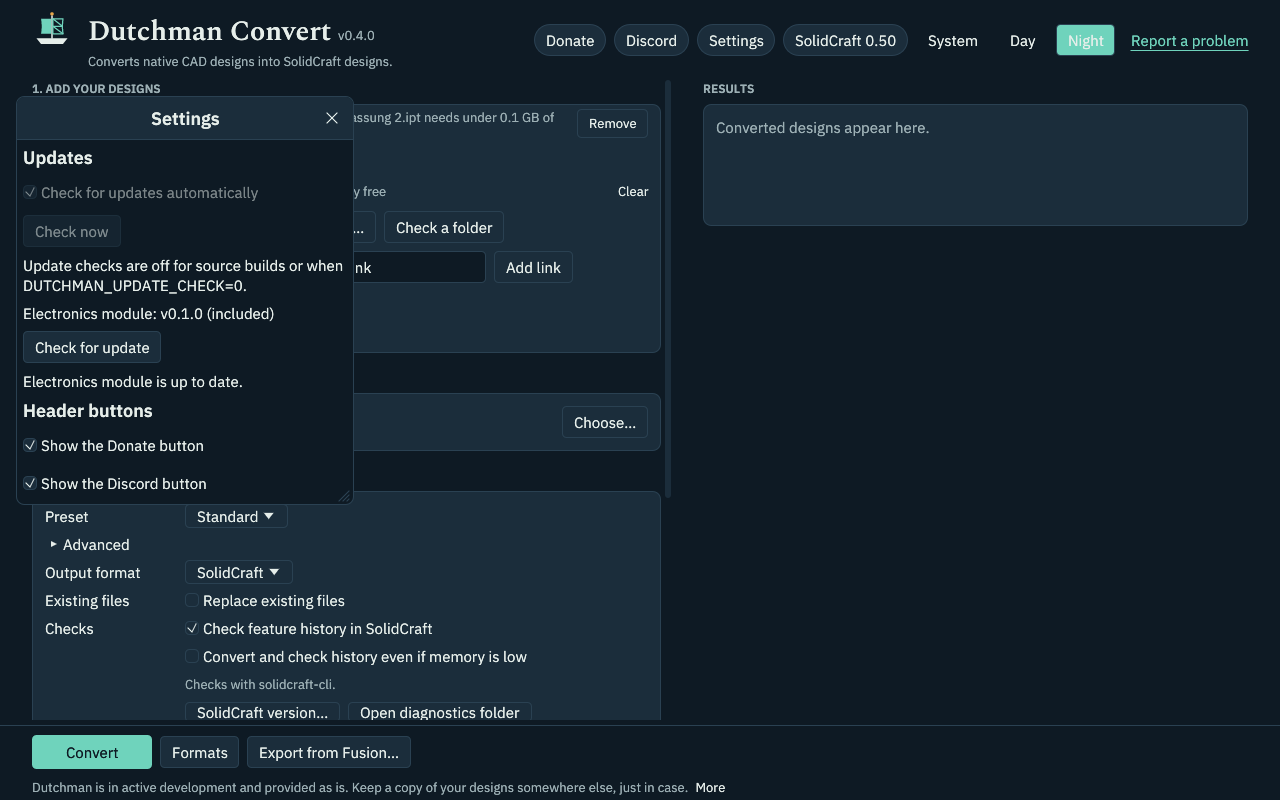 Dutchman Convert v0.4.0
Converts native CAD designs into SolidCraft designs.
Donate
Discord
Settings
SolidCraft 0.50
System
Day
Night
Report a problem
1. ADD YOUR DESIGNS
2.ipt needs under 0.1 GB of
Remove
free
Clear
...
Check a folder
Add link
Settings
Updates
Check for updates automatically
Check now
Update checks are off for source builds or when
DUTCHMAN_UPDATE_CHECK=0.
Electronics module: v0.1.0 (included)
Check for update
Electronics module is up to date.
Header buttons
Show the Donate button
Show the Discord button
Choose...
Preset
Standard
Advanced
Output format
SolidCraft
Existing files
Replace existing files
Checks
Check feature history in SolidCraft
Convert and check history even if memory is low
Checks with solidcraft-cli.
SolidCraft version...
Open diagnostics folder
RESULTS
Converted designs appear here.
Convert
Formats
Export from Fusion...
Dutchman is in active development and provided as is. Keep a copy of your designs somewhere else, just in case. More